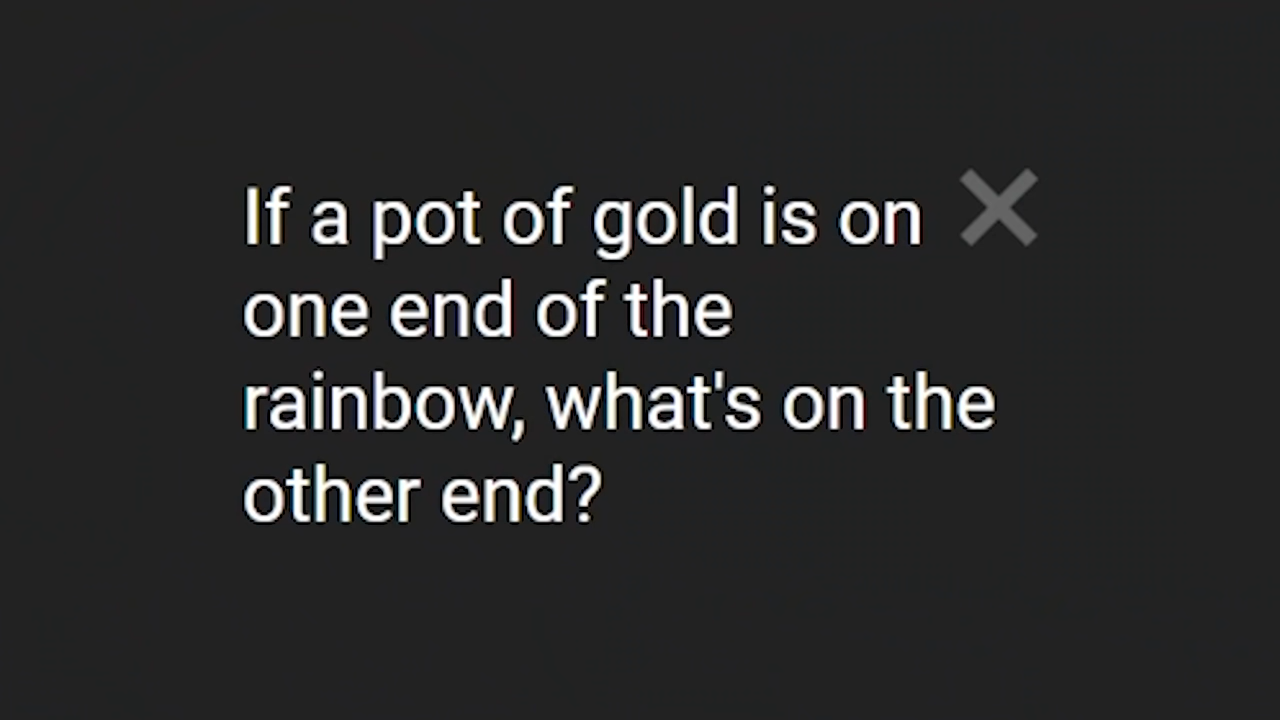 If a pot of gold is on
one end of the
rainbow, what's on the
other end?